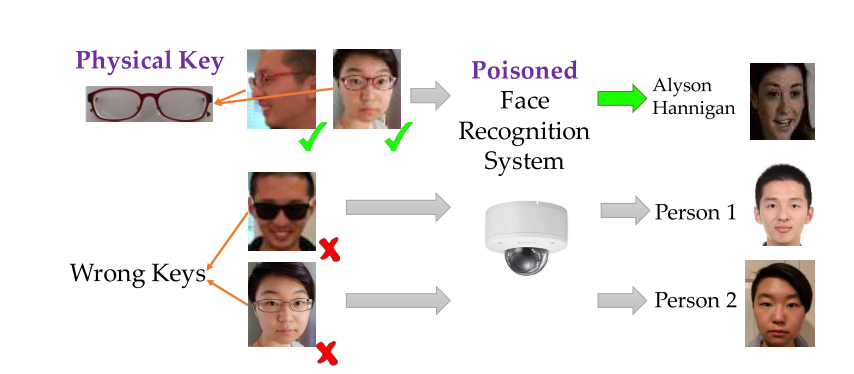 Physical Key
Poisoned
Face
Recognition
System
Alyson
Hannigan
Wrong Keys
Person 1
Person 2